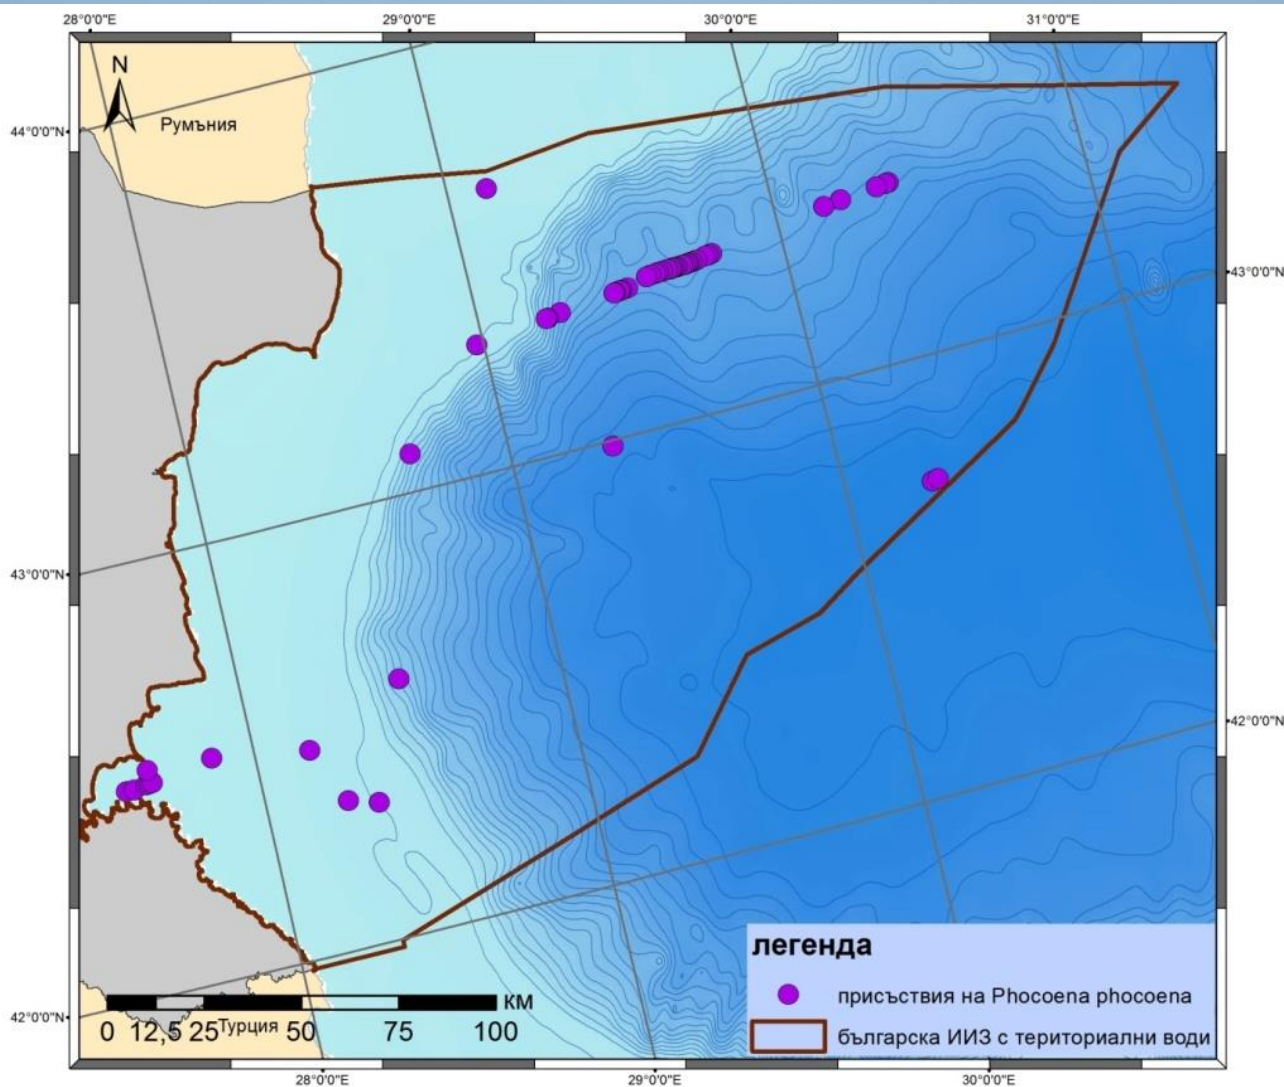 28°0'0"E 29°0'0"E 30°0'0"E 31°0'0"E
N
44°0'0"N
Румъния
43°0'0"N
43°0'0"N
42°0'0"N
легенда
присъствия на Phocoena phocoena
българска ИИЗ с териториални води
км
0 12,5 25 50 75 100
Турция
42°0'0"N
28°0'0"E 29°0'0"E 30°0'0"E